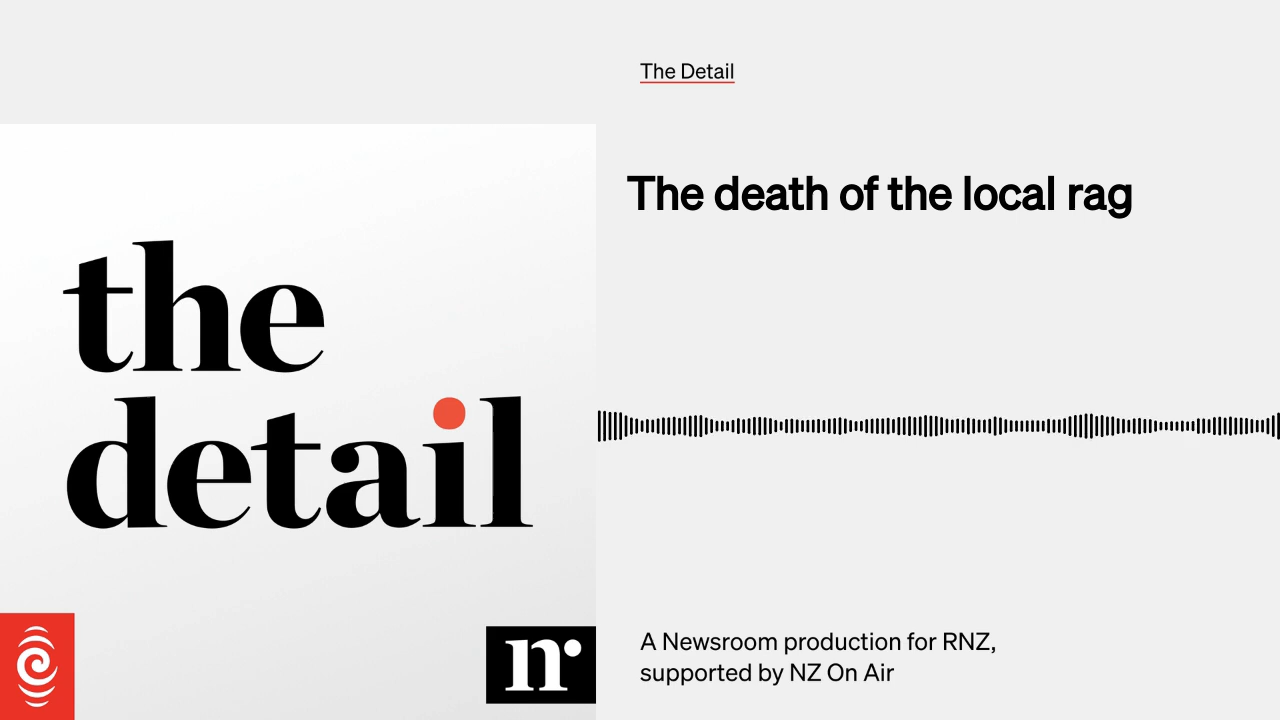 The Detail
The death of the local rag
the
detail
n
A Newsroom production for RNZ,
supported by NZ On Air